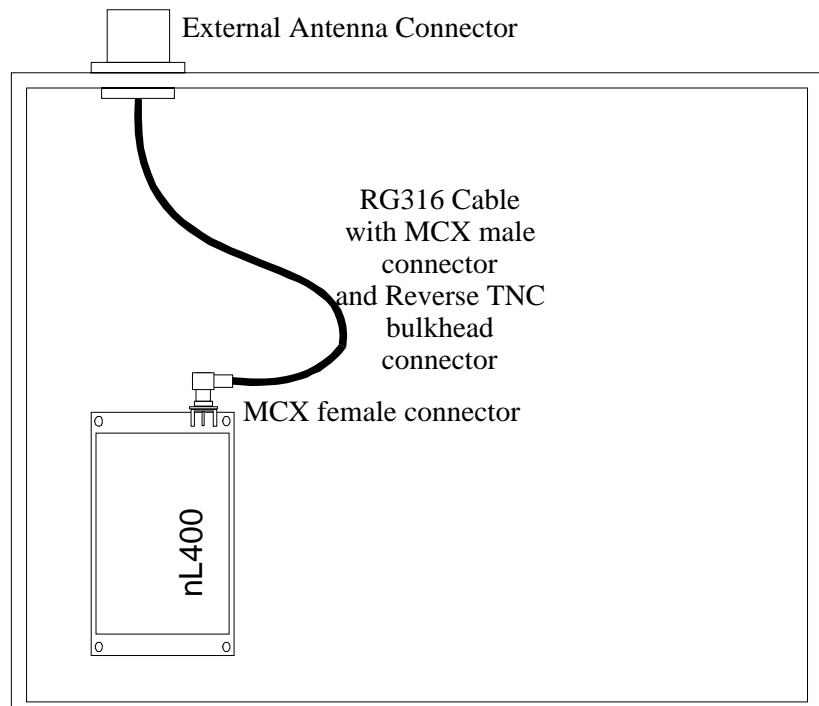 External Antenna Connector
RG316 Cable
with MCX male
connector
and Reverse TNC
bulkhead
connector
MCX female connector
nL400